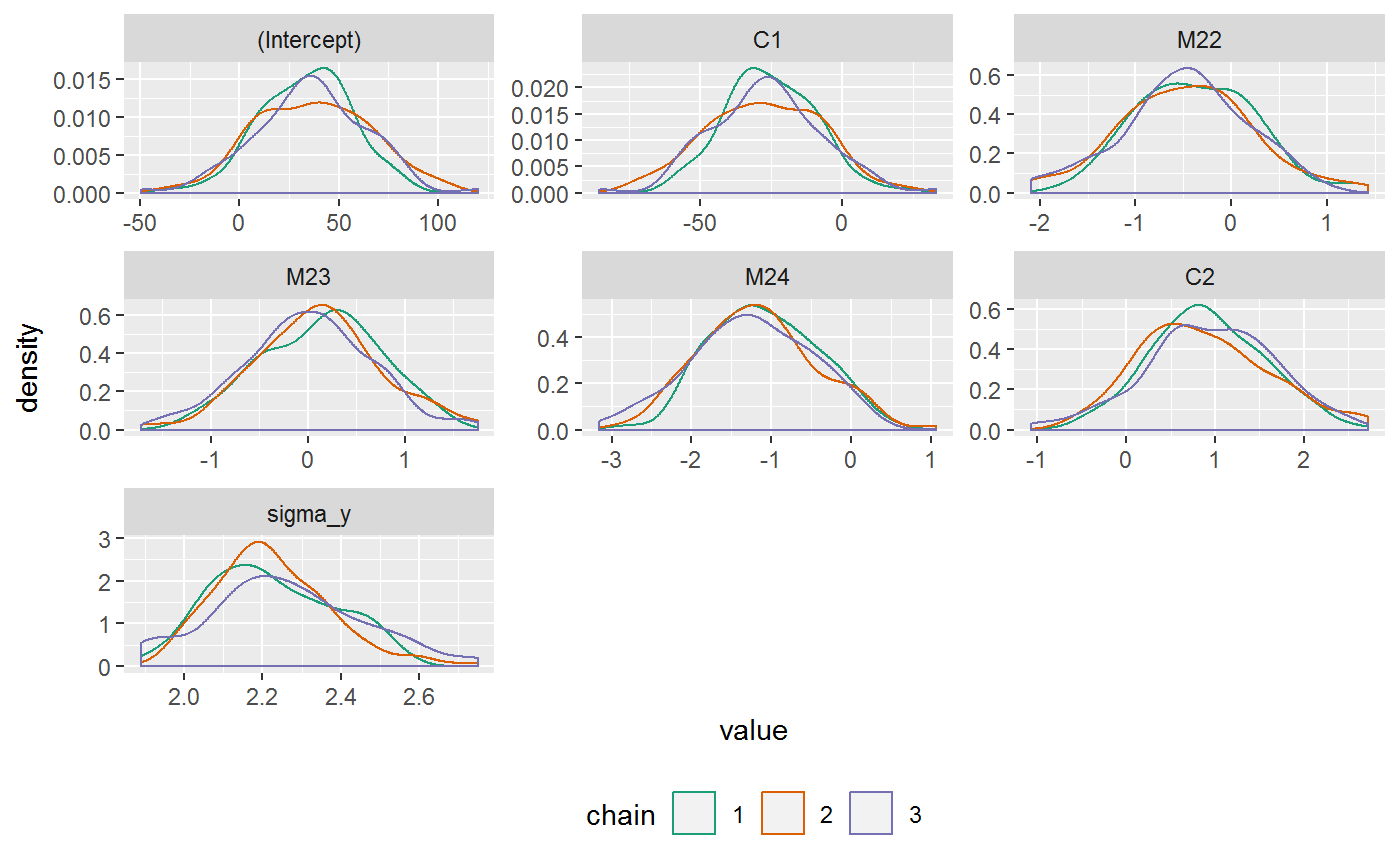 (Intercept) C1 M22
0.015 0.010 0.005 0.000
0.020 0.015 0.010 0.005 0.000
0.6 0.4 0.2 0.0
-50 0 50 100
-50 0
-2 -1 0 1
M23 M24 C2
0.6 0.4 0.2 0.0
0.4 0.2 0.0
0.6 0.4 0.2 0.0
-1 0 1
-3 -2 -1 0 1
-1 0 1 2
density
sigma_y
3 2 1 0
2.0 2.2 2.4 2.6
value
chain 1 2 3